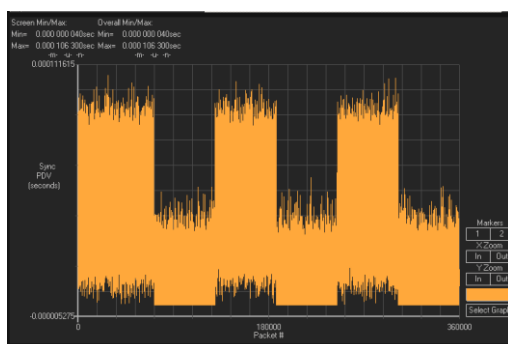 Screen Min/Max: Overall Min/Max:
Min= 0.000 000 040sec Min= 0.000 000 040sec
Max= 0.000 106 300sec Max= 0.000 106 300sec
-m- -u- -n- -m- -u- -n-
0.000111615
Sync
PDV
(seconds)
-0.000005275
0 180000 360000
Packet #
Markers
1 2
X Zoom
In Out
Y Zoom
In Out
Select Graph